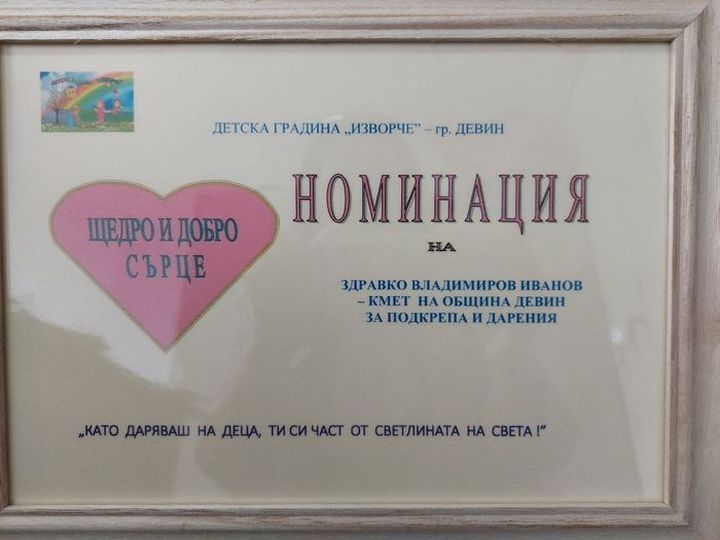 ДЕТСКА ГРАДИНА „ИЗВОРЧЕ" – гр. ДЕВИН
ЩЕДРО И ДОБРО
СЪРЦЕ
НОМИНАЦИЯ
НА
ЗДРАВКО ВЛАДИМИРОВ ИВАНОВ
– КМЕТ НА ОБЩИНА ДЕВИН
ЗА ПОДКРЕПА И ДАРЕНИЯ
„КАТО ДАРЯВАШ НА ДЕЦА, ТИ СИ ЧАСТ ОТ СВЕТЛИНАТА НА СВЕТА !"